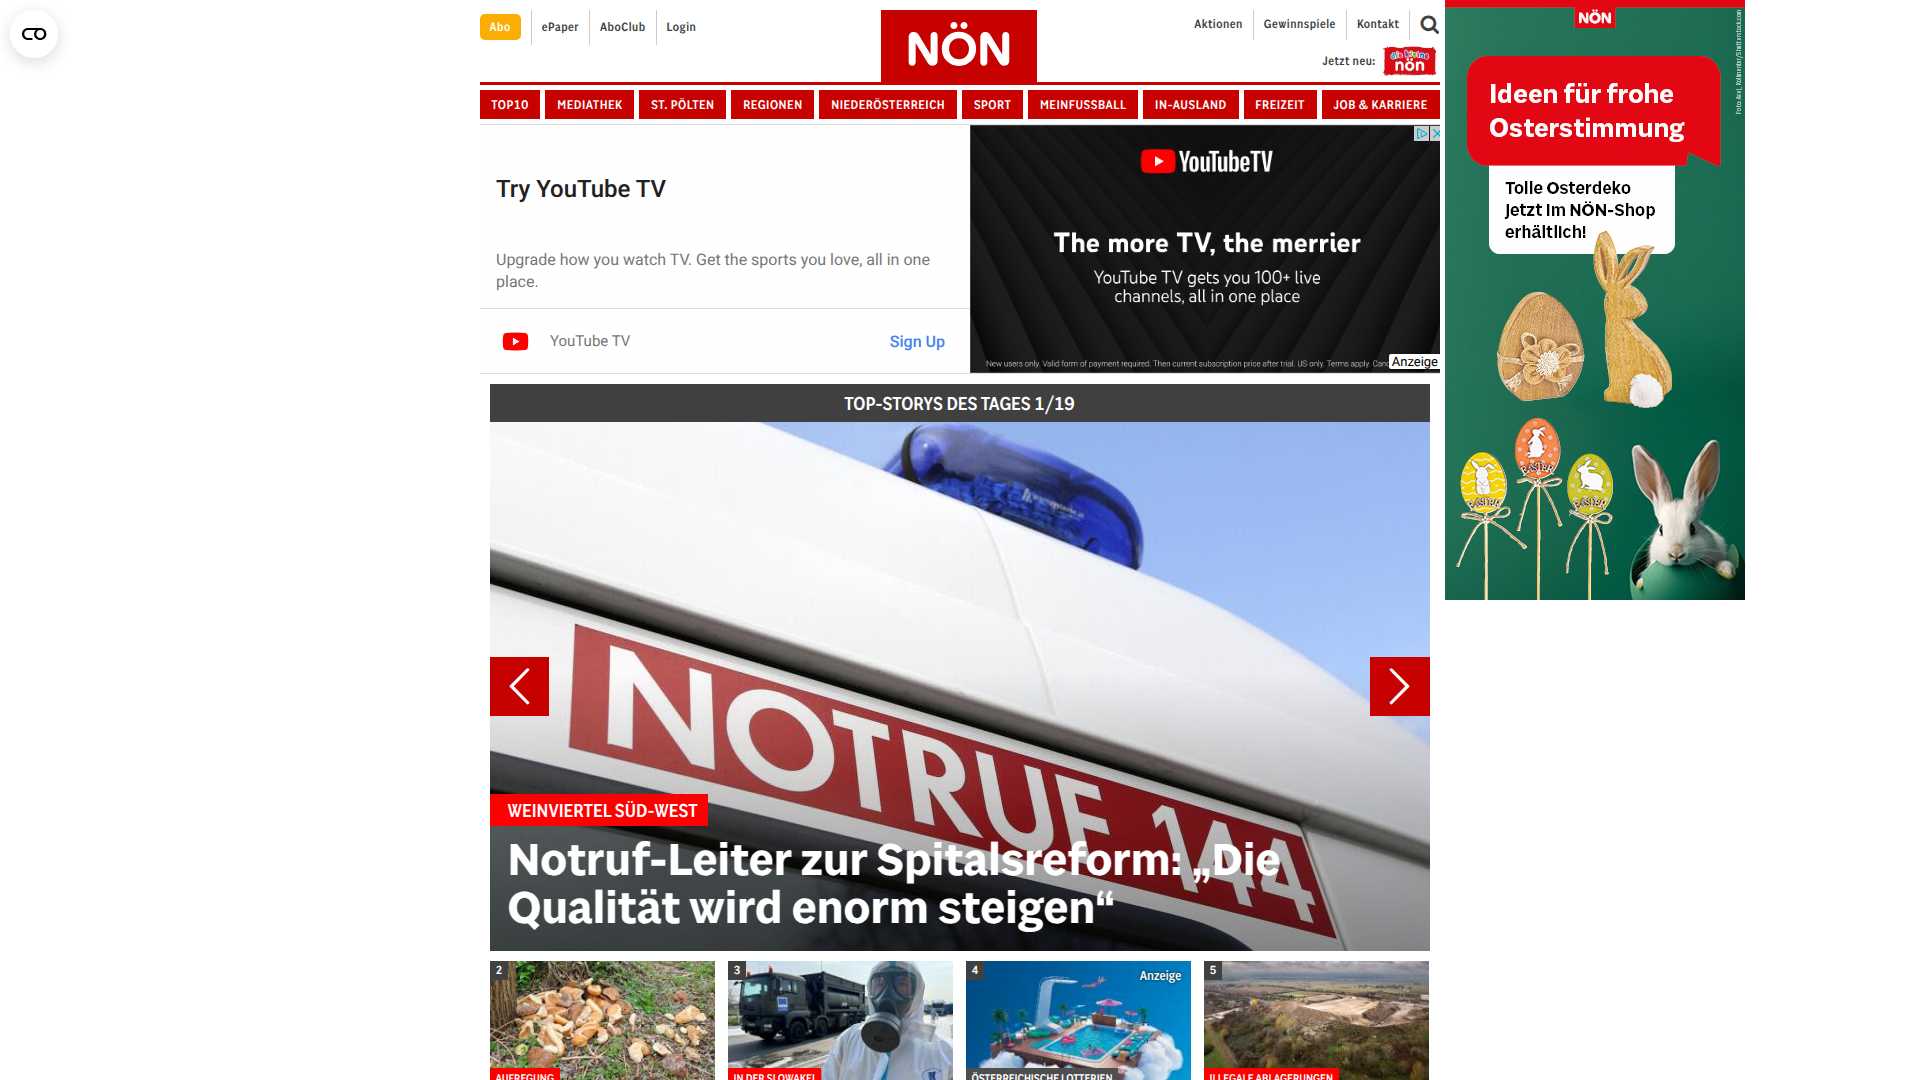 Abo
ePaper
AboClub
Login
NÖN
Aktionen
Gewinnspiele
Kontakt
Jetzt neu:
die kleine
nön
TOP10
MEDIATHEK
ST. PÖLTEN
REGIONEN
NIEDERÖSTERREICH
SPORT
MEINFUSSBALL
IN-AUSLAND
FREIZEIT
JOB & KARRIERE
Try YouTube TV
Upgrade how you watch TV. Get the sports you love, all in one
place.
YouTube TV
Sign Up
YouTubeTV
The more TV, the merrier
YouTube TV gets you 100+ live
channels, all in one place
New users only. Valid form of payment required. Then current subscription price after trial. US only. Terms apply.
Anzeige
NÖN
Ideen für frohe
Osterstimmung
Tolle Osterdeko
jetzt im NÖN-Shop
erhältlich!
EASTER
EASTER
EASTER
TOP-STORYS DES TAGES 1/19
NOTRUF 144
WEINVIERTEL SÜD-WEST
Notruf-Leiter zur Spitalsreform: „Die
Qualität wird enorm steigen“
2
3
4
Anzeige
5
AUFREGUNG
IN DER SLOWAKEI
ÖSTERREICHISCHE LOTTERIEN
ILLEGALE ABLAGERUNGEN